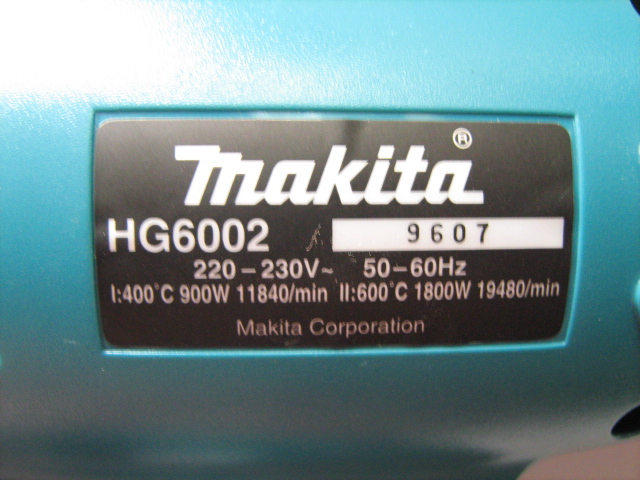 makita®
HG6002 9607
220-230V~ 50-60Hz
I:400°C 900W 11840/min II:600°C 1800W 19480/min
Makita Corporation